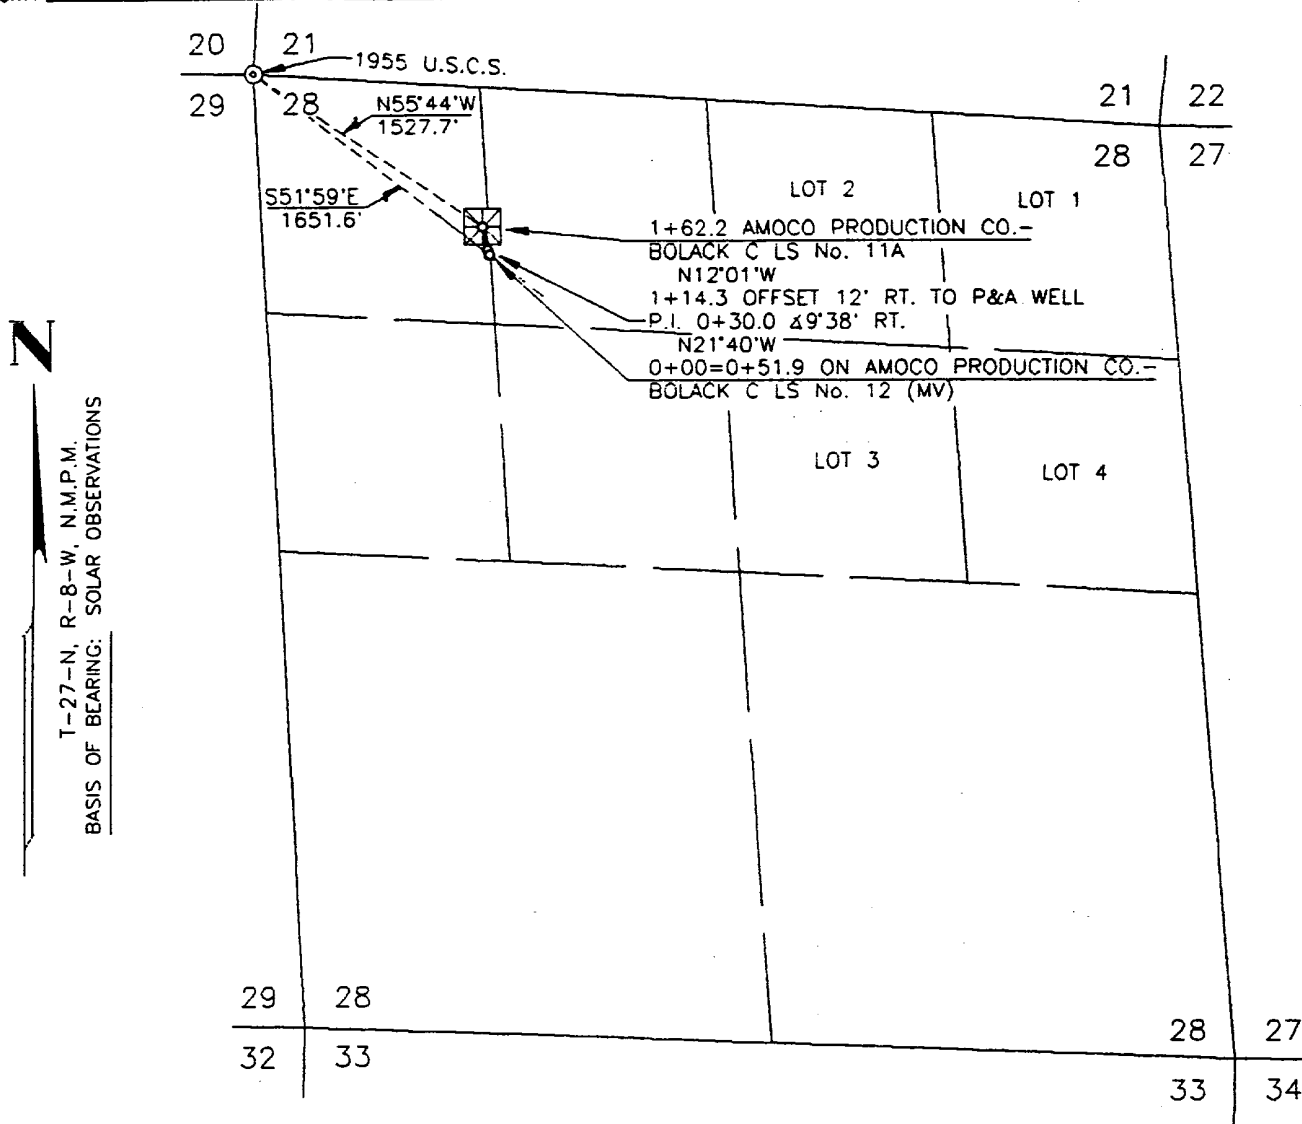 20 21
1955 U.S.C.S.
29 28
N55°44'W
1527.7'
S51°59'E
1651.6'
21 22
28 27
LOT 2
LOT 1
1+62.2 AMOCO PRODUCTION CO.-
BOLACK C LS No. 11A
N12°01'W
1+14.3 OFFSET 12' RT. TO P&A WELL
P.I. 0+30.0 ∡9°38' RT.
N21°40'W
0+00=0+51.9 ON AMOCO PRODUCTION CO.-
BOLACK C LS No. 12 (MV)
LOT 3
LOT 4
N
T-27-N, R-8-W, N.M.P.M.
BASIS OF BEARING: SOLAR OBSERVATIONS
29 28
32 33
28 27
33 34